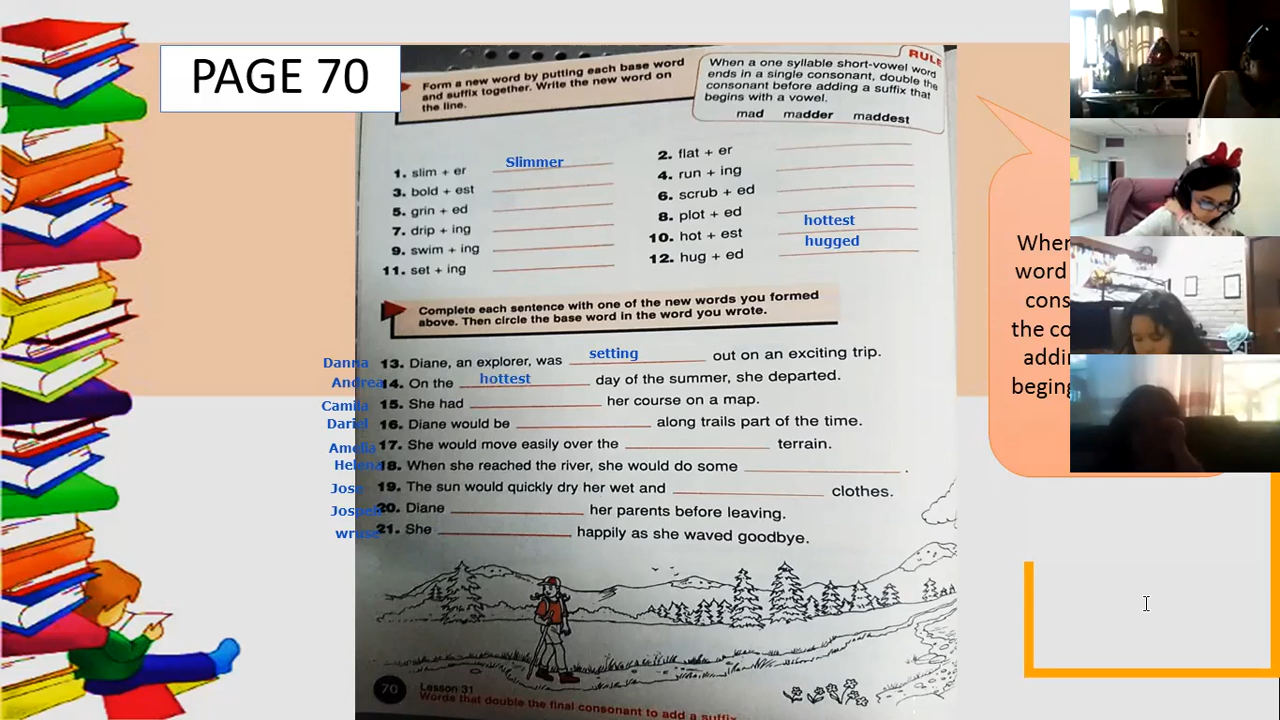 PAGE 70
Form a new word by putting each base word
and suffix together. Write the new word on
the line.
RULE
When a one syllable short-vowel word
ends in a single consonant, double the
consonant before adding a suffix that
begins with a vowel.
mad madder maddest
1. slim + er Slimmer
2. flat + er
3. bold + est
4. run + ing
5. grin + ed
6. scrub + ed
7. drip + ing
8. plot + ed
9. swim + ing
10. hot + est hottest
11. set + ing
12. hug + ed hugged
Complete each sentence with one of the new words you formed
above. Then circle the base word in the word you wrote.
Danna 13. Diane, an explorer, was setting out on an exciting trip.
Andrea 14. On the hottest day of the summer, she departed.
Camila 15. She had her course on a map.
Dariel 16. Diane would be along trails part of the time.
Amelia 17. She would move easily over the terrain.
Helena 18. When she reached the river, she would do some .
Jose 19. The sun would quickly dry her wet and clothes.
20. Diane her parents before leaving.
21. She happily as she waved goodbye.
70 Lesson 31
Words that double the final consonant to add a suffix
When
word
cons
the co
addi
beging